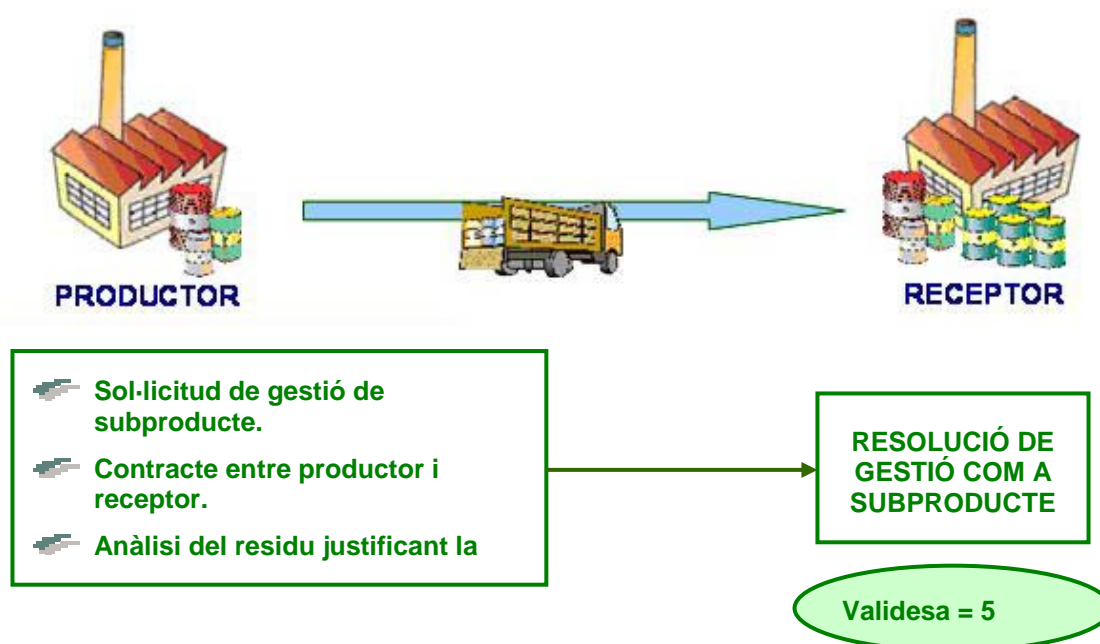 PRODUCTOR
RECEPTOR
Sol·licitud de gestió de
subproducte.
Contracte entre productor i
receptor.
Anàlisi del residu justificant la
RESOLUCIÓ DE
GESTIÓ COM A
SUBPRODUCTE
Validesa = 5